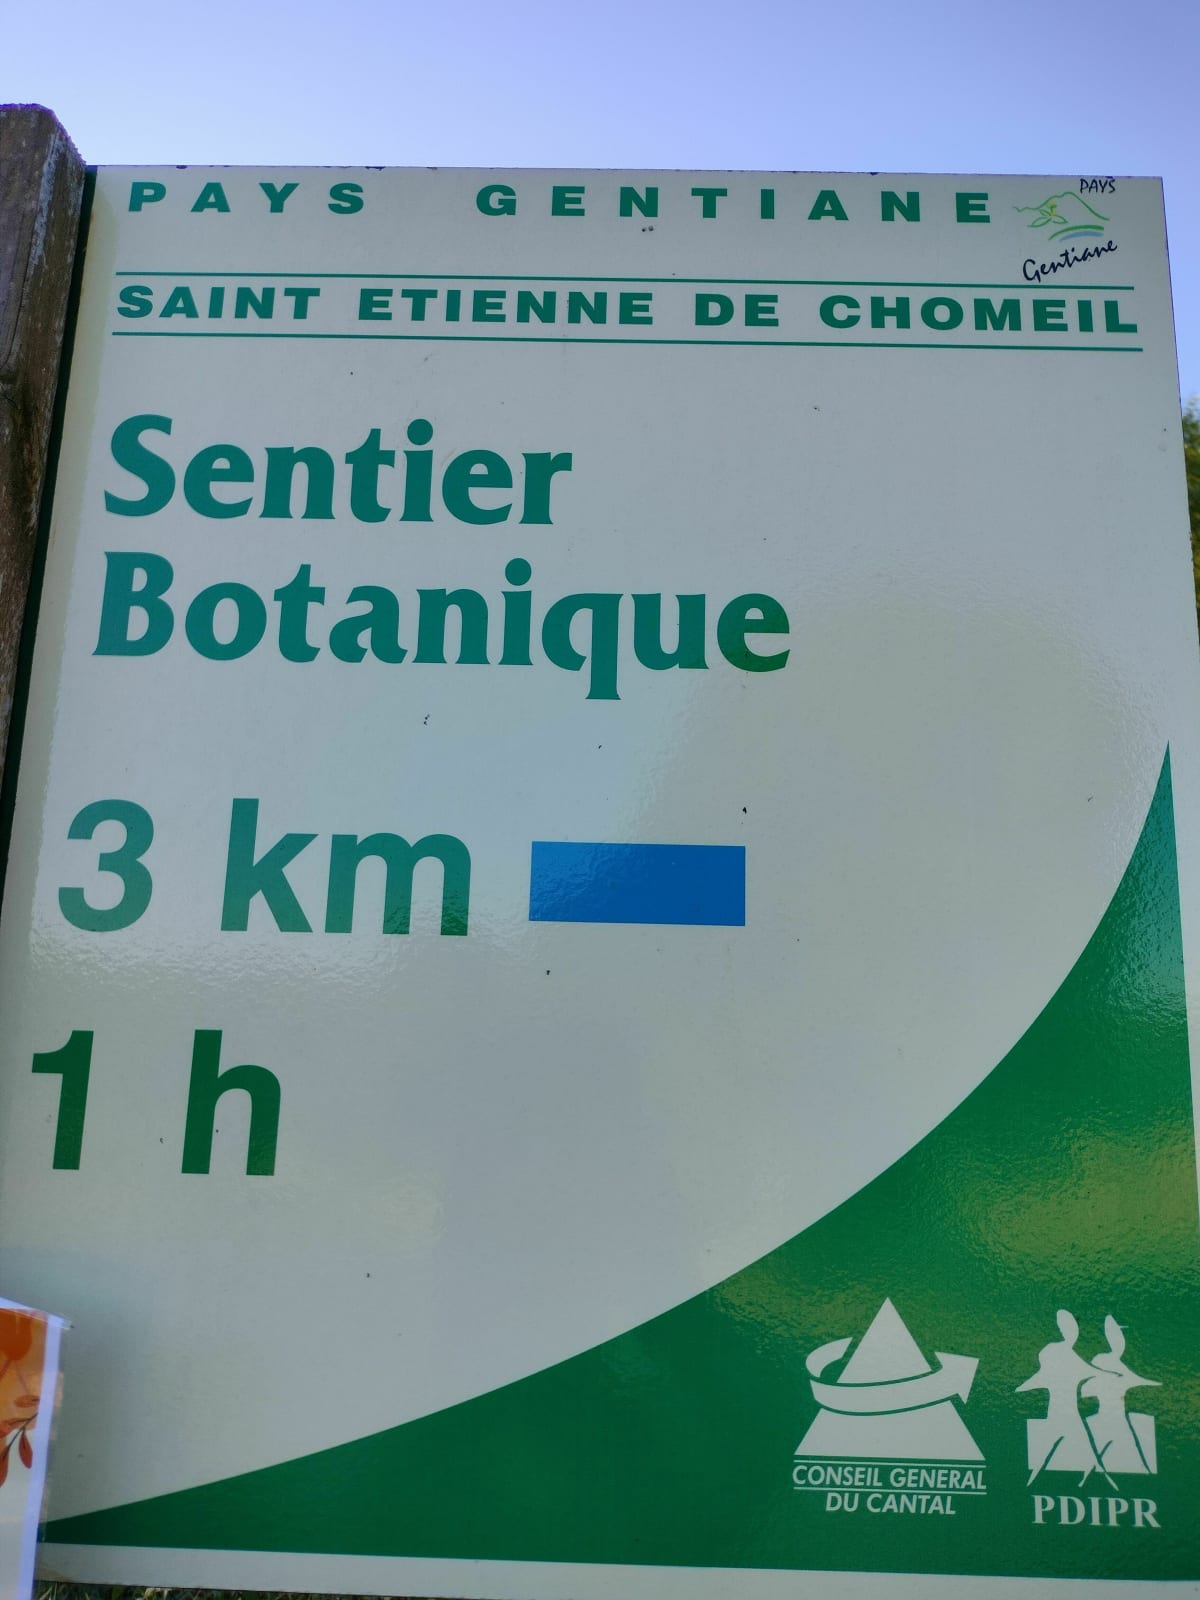 PAYS GENTIANE
PAYS
Gentiane
SAINT ETIENNE DE CHOMEIL
Sentier
Botanique
3 km
1 h
CONSEIL GENERAL
DU CANTAL
PDIPR